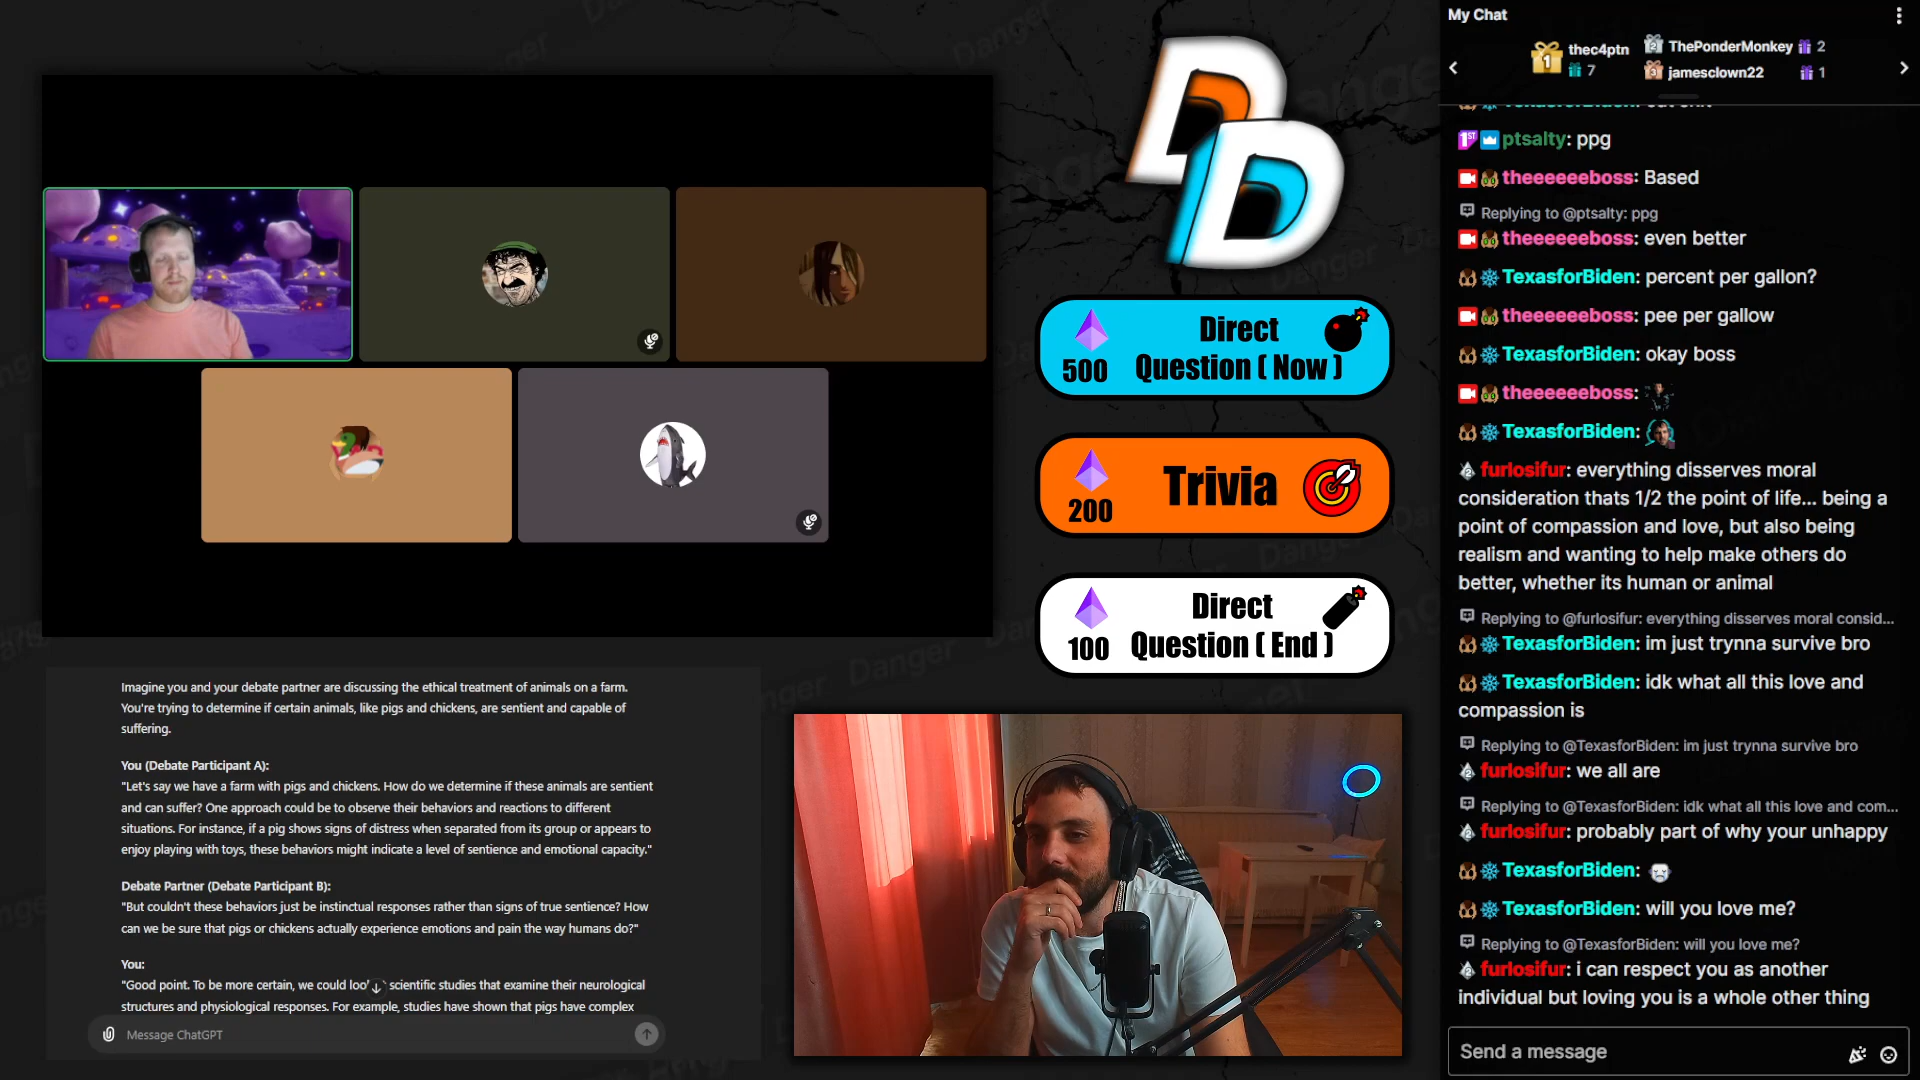 My Chat
thec4ptn
7
ThePonderMonkey 2
jamesclown22 1
ptsalty: ppg
theeeeeeboss: Based
Replying to @ptsalty: ppg
theeeeeeboss: even better
TexasforBiden: percent per gallon?
theeeeeeboss: pee per gallow
TexasforBiden: okay boss
theeeeeeboss:
TexasforBiden:
furlosifur: everything disserves moral
consideration thats 1/2 the point of life... being a
point of compassion and love, but also being
realism and wanting to help make others do
better, whether its human or animal
Replying to @furlosifur: everything disserves moral consid...
TexasforBiden: im just trynna survive bro
TexasforBiden: idk what all this love and
compassion is
Replying to @TexasforBiden: im just trynna survive bro
furlosifur: we all are
Replying to @TexasforBiden: idk what all this love and com...
furlosifur: probably part of why your unhappy
TexasforBiden:
TexasforBiden: will you love me?
Replying to @TexasforBiden: will you love me?
furlosifur: i can respect you as another
individual but loving you is a whole other thing
Send a message
DD
500
Direct
Question ( Now )
200
Trivia
100
Direct
Question ( End )
Imagine you and your debate partner are discussing the ethical treatment of animals on a farm.
You're trying to determine if certain animals, like pigs and chickens, are sentient and capable of
suffering.
You (Debate Participant A):
"Let's say we have a farm with pigs and chickens. How do we determine if these animals are sentient
and can suffer? One approach could be to observe their behaviors and reactions to different
situations. For instance, if a pig shows signs of distress when separated from its group or appears to
enjoy playing with toys, these behaviors might indicate a level of sentience and emotional capacity."
Debate Partner (Debate Participant B):
"But couldn't these behaviors just be instinctual responses rather than signs of true sentience? How
can we be sure that pigs or chickens actually experience emotions and pain the way humans do?"
You:
"Good point. To be more certain, we could loo scientific studies that examine their neurological
structures and physiological responses. For example, studies have shown that pigs have complex
Message ChatGPT